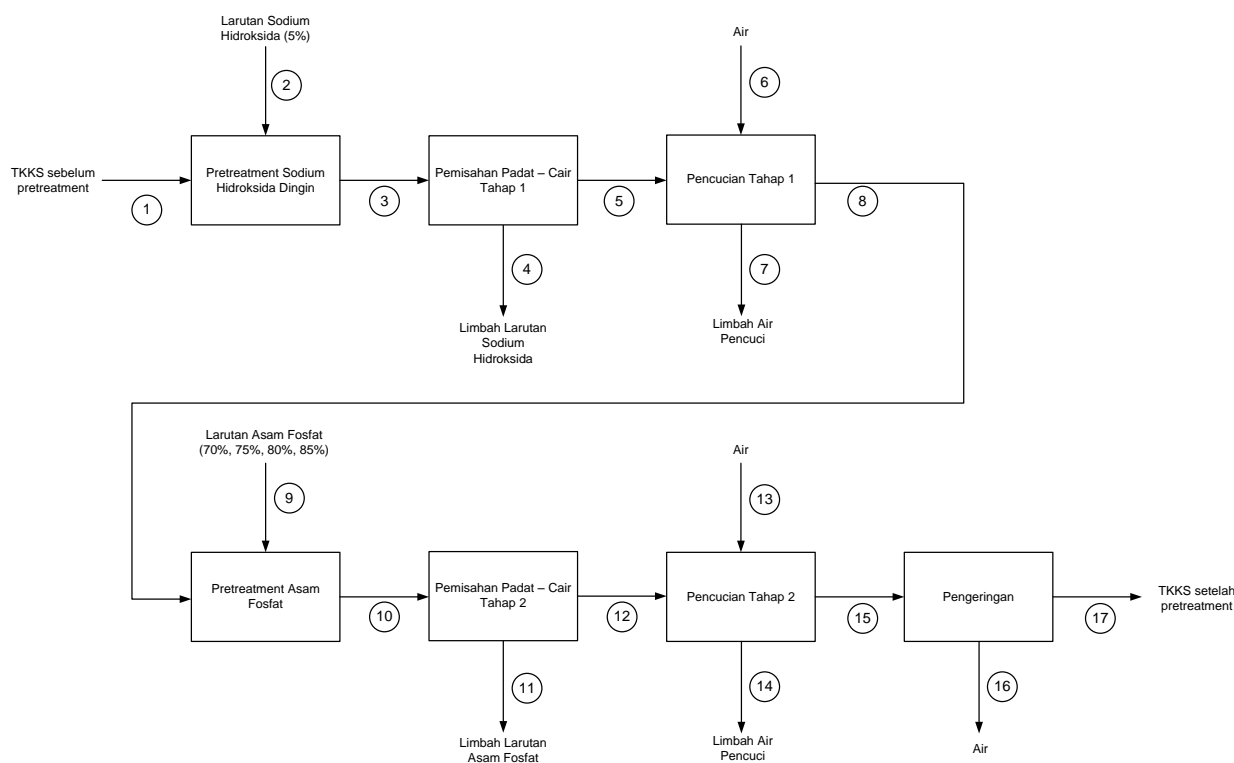 Larutan Sodium
Hidroksida (5%)
Air
2
6
TKKS sebelum
pretreatment
Pretreatment Sodium
Hidroksida Dingin
Pemisahan Padat – Cair
Tahap 1
Pencucian Tahap 1
1
3
5
8
4
7
Limbah Larutan
Sodium
Hidroksida
Limbah Air
Pencuci
Larutan Asam Fosfat
(70%, 75%, 80%, 85%)
Air
9
13
Pretreatment Asam
Fosfat
Pemisahan Padat – Cair
Tahap 2
Pencucian Tahap 2
Pengeringan
TKKS setelah
pretreatment
10
12
15
17
11
14
16
Limbah Larutan
Asam Fosfat
Limbah Air
Pencuci
Air